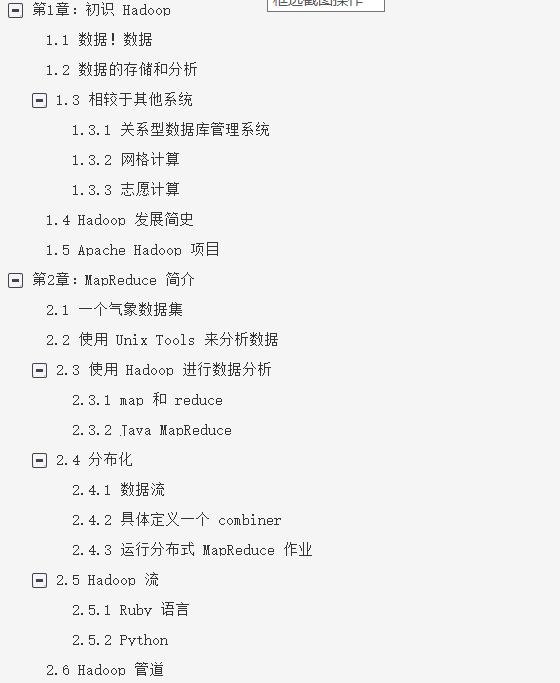 框选截图操作
第1章：初识 Hadoop
1.1 数据！数据
1.2 数据的存储和分析
1.3 相较于其他系统
1.3.1 关系型数据库管理系统
1.3.2 网格计算
1.3.3 志愿计算
1.4 Hadoop 发展简史
1.5 Apache Hadoop 项目
第2章：MapReduce 简介
2.1 一个气象数据集
2.2 使用 Unix Tools 来分析数据
2.3 使用 Hadoop 进行数据分析
2.3.1 map 和 reduce
2.3.2 Java MapReduce
2.4 分布化
2.4.1 数据流
2.4.2 具体定义一个 combiner
2.4.3 运行分布式 MapReduce 作业
2.5 Hadoop 流
2.5.1 Ruby 语言
2.5.2 Python
2.6 Hadoop 管道